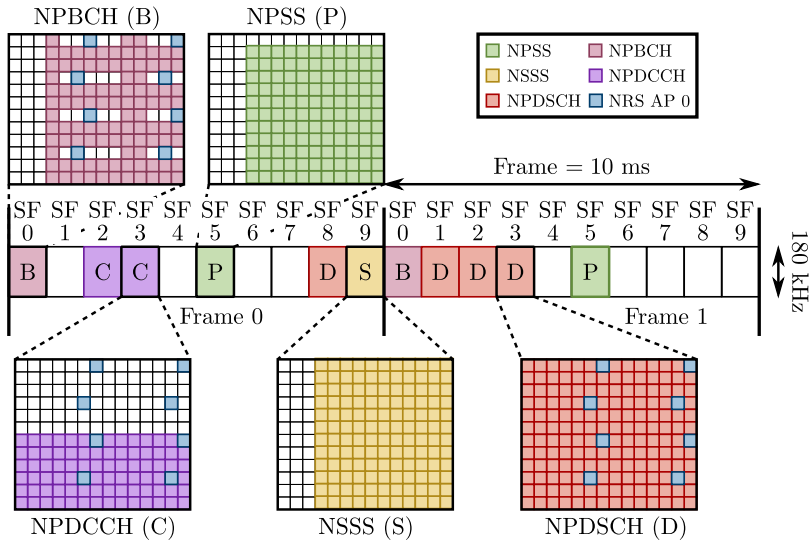 NPBCH (B)
NPSS (P)
NPSS
NPBCH
NSSS
NPDCCH
NPDSCH
NRS AP 0
Frame = 10 ms
SF SF SF SF SF SF SF SF SF SF SF SF SF SF SF SF SF SF SF SF
0 1 2 3 4 5 6 7 8 9 0 1 2 3 4 5 6 7 8 9
B C C P D S B D D D P
180 kHz
Frame 0
Frame 1
NPDCCH (C)
NSSS (S)
NPDSCH (D)